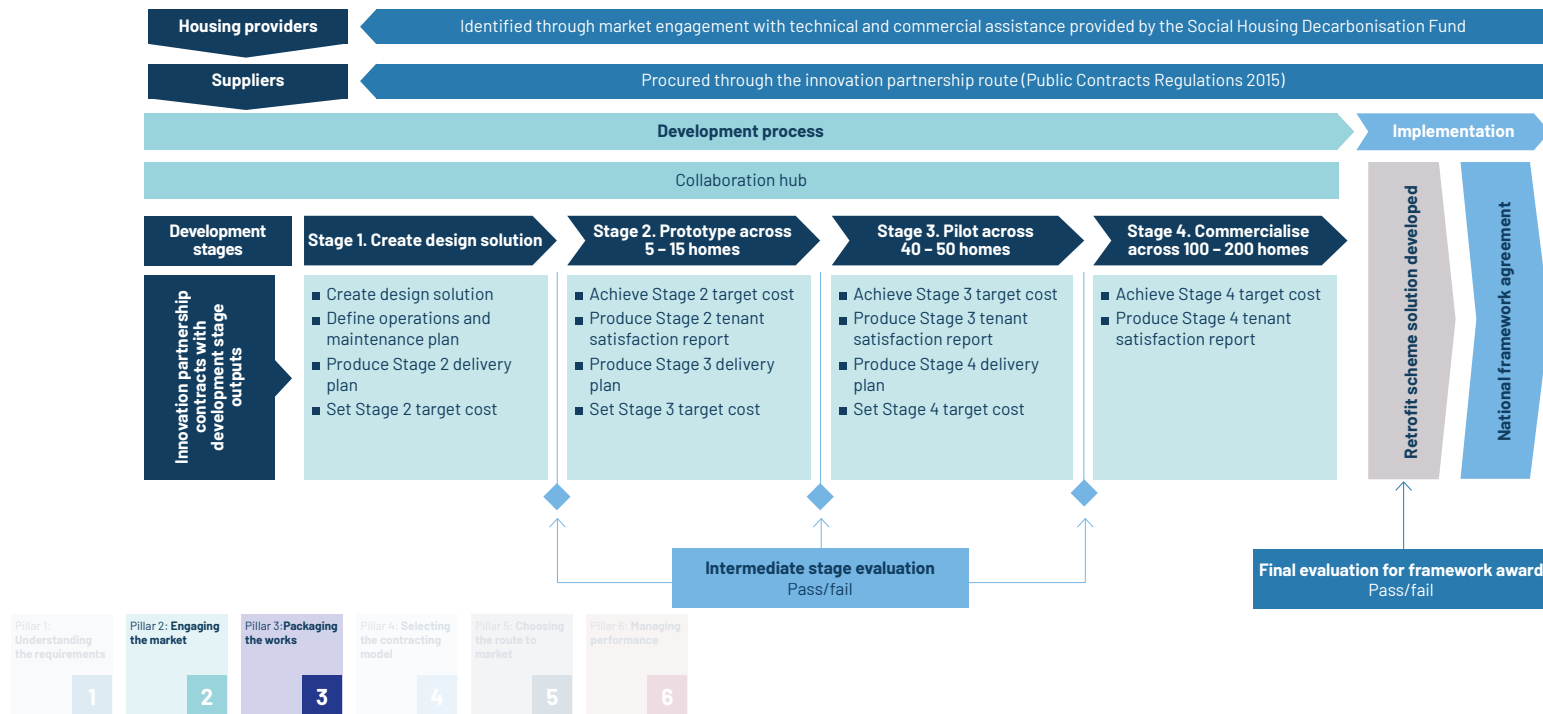 Housing providers
Identified through market engagement with technical and commercial assistance provided by the Social Housing Decarbonisation Fund
Suppliers
Procured through the innovation partnership route (Public Contracts Regulations 2015)
Development process
Implementation
Collaboration hub
Development
stages
Stage 1. Create design solution
Stage 2. Prototype across
5 – 15 homes
Stage 3. Pilot across
40 – 50 homes
Stage 4. Commercialise
across 100 – 200 homes
Innovation partnership
contracts with
development stage
outputs
Create design solution
Define operations and
maintenance plan
Produce Stage 2 delivery
plan
Set Stage 2 target cost
Achieve Stage 2 target cost
Produce Stage 2 tenant
satisfaction report
Produce Stage 3 delivery
plan
Set Stage 3 target cost
Achieve Stage 3 target cost
Produce Stage 3 tenant
satisfaction report
Produce Stage 4 delivery
plan
Set Stage 4 target cost
Achieve Stage 4 target cost
Produce Stage 4 tenant
satisfaction report
Retrofit scheme solution developed
National framework agreement
Intermediate stage evaluation
Pass/fail
Final evaluation for framework award
Pass/fail
Pillar 1:
Understanding
the requirements
1
Pillar 2: Engaging
the market
2
Pillar 3:Packaging
the works
3
Pillar 4: Selecting
the contracting
model
4
Pillar 5: Choosing
the route to
market
5
Pillar 6: Managing
performance
6